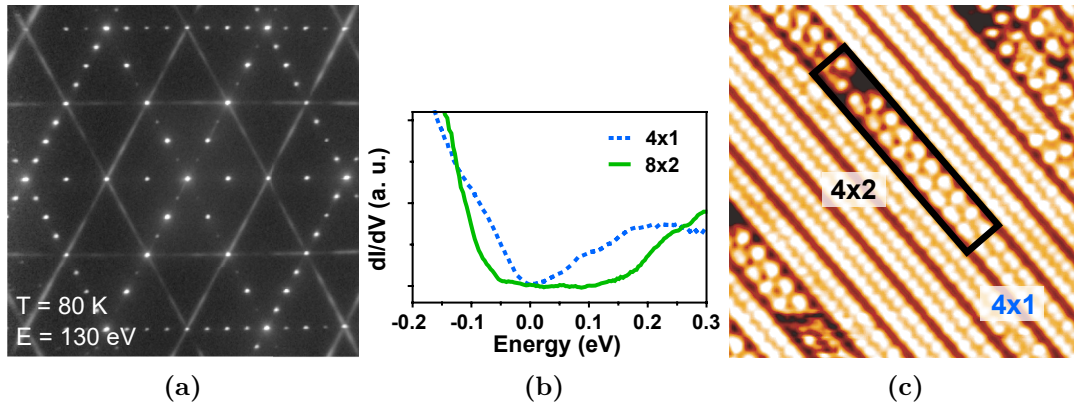 T = 80 K
E = 130 eV
(a)
dI/dV (a. u.)
4x1
8x2
-0.2 -0.1 0.0 0.1 0.2 0.3
Energy (eV)
(b)
4x2
4x1
(c)